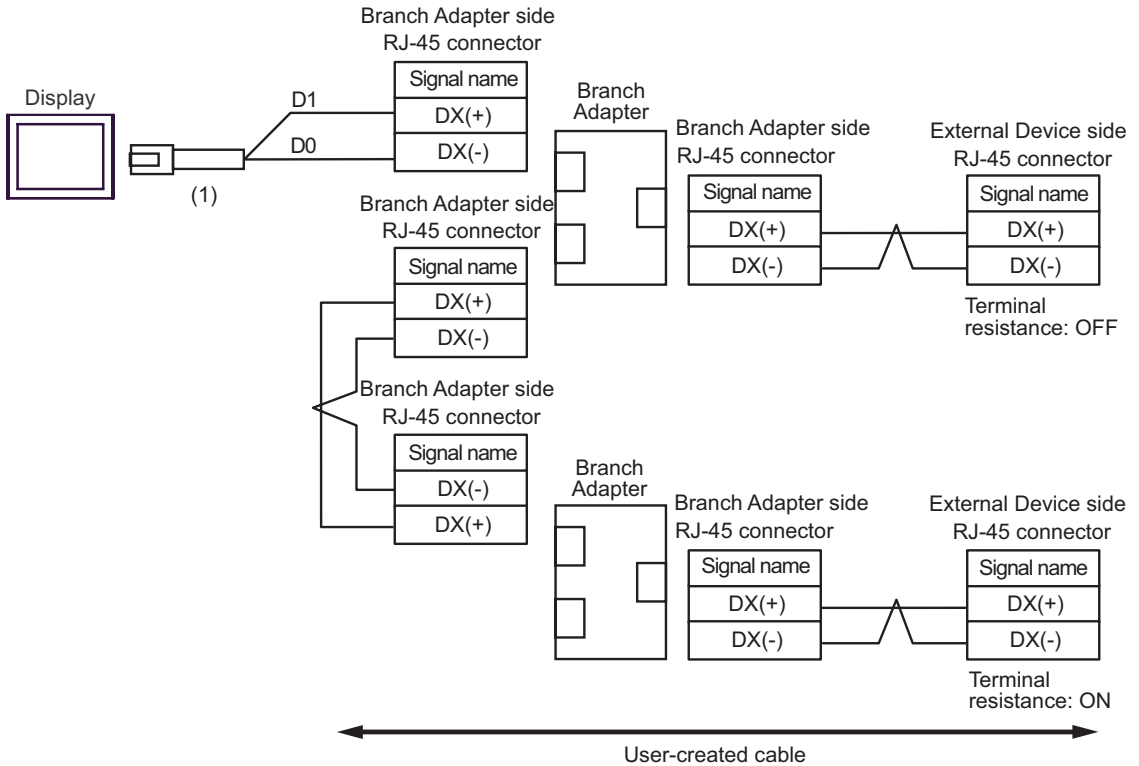 Branch Adapter side
RJ-45 connector
Signal name
DX(+)
DX(-)
Display
D1
D0
(1)
Branch
Adapter
Branch Adapter side
RJ-45 connector
Signal name
DX(+)
DX(-)
External Device side
RJ-45 connector
Signal name
DX(+)
DX(-)
Terminal
resistance: OFF
Branch Adapter side
RJ-45 connector
Signal name
DX(+)
DX(-)
Branch Adapter side
RJ-45 connector
Signal name
DX(-)
DX(+)
Branch
Adapter
Branch Adapter side
RJ-45 connector
Signal name
DX(+)
DX(-)
External Device side
RJ-45 connector
Signal name
DX(+)
DX(-)
Terminal
resistance: ON
User-created cable